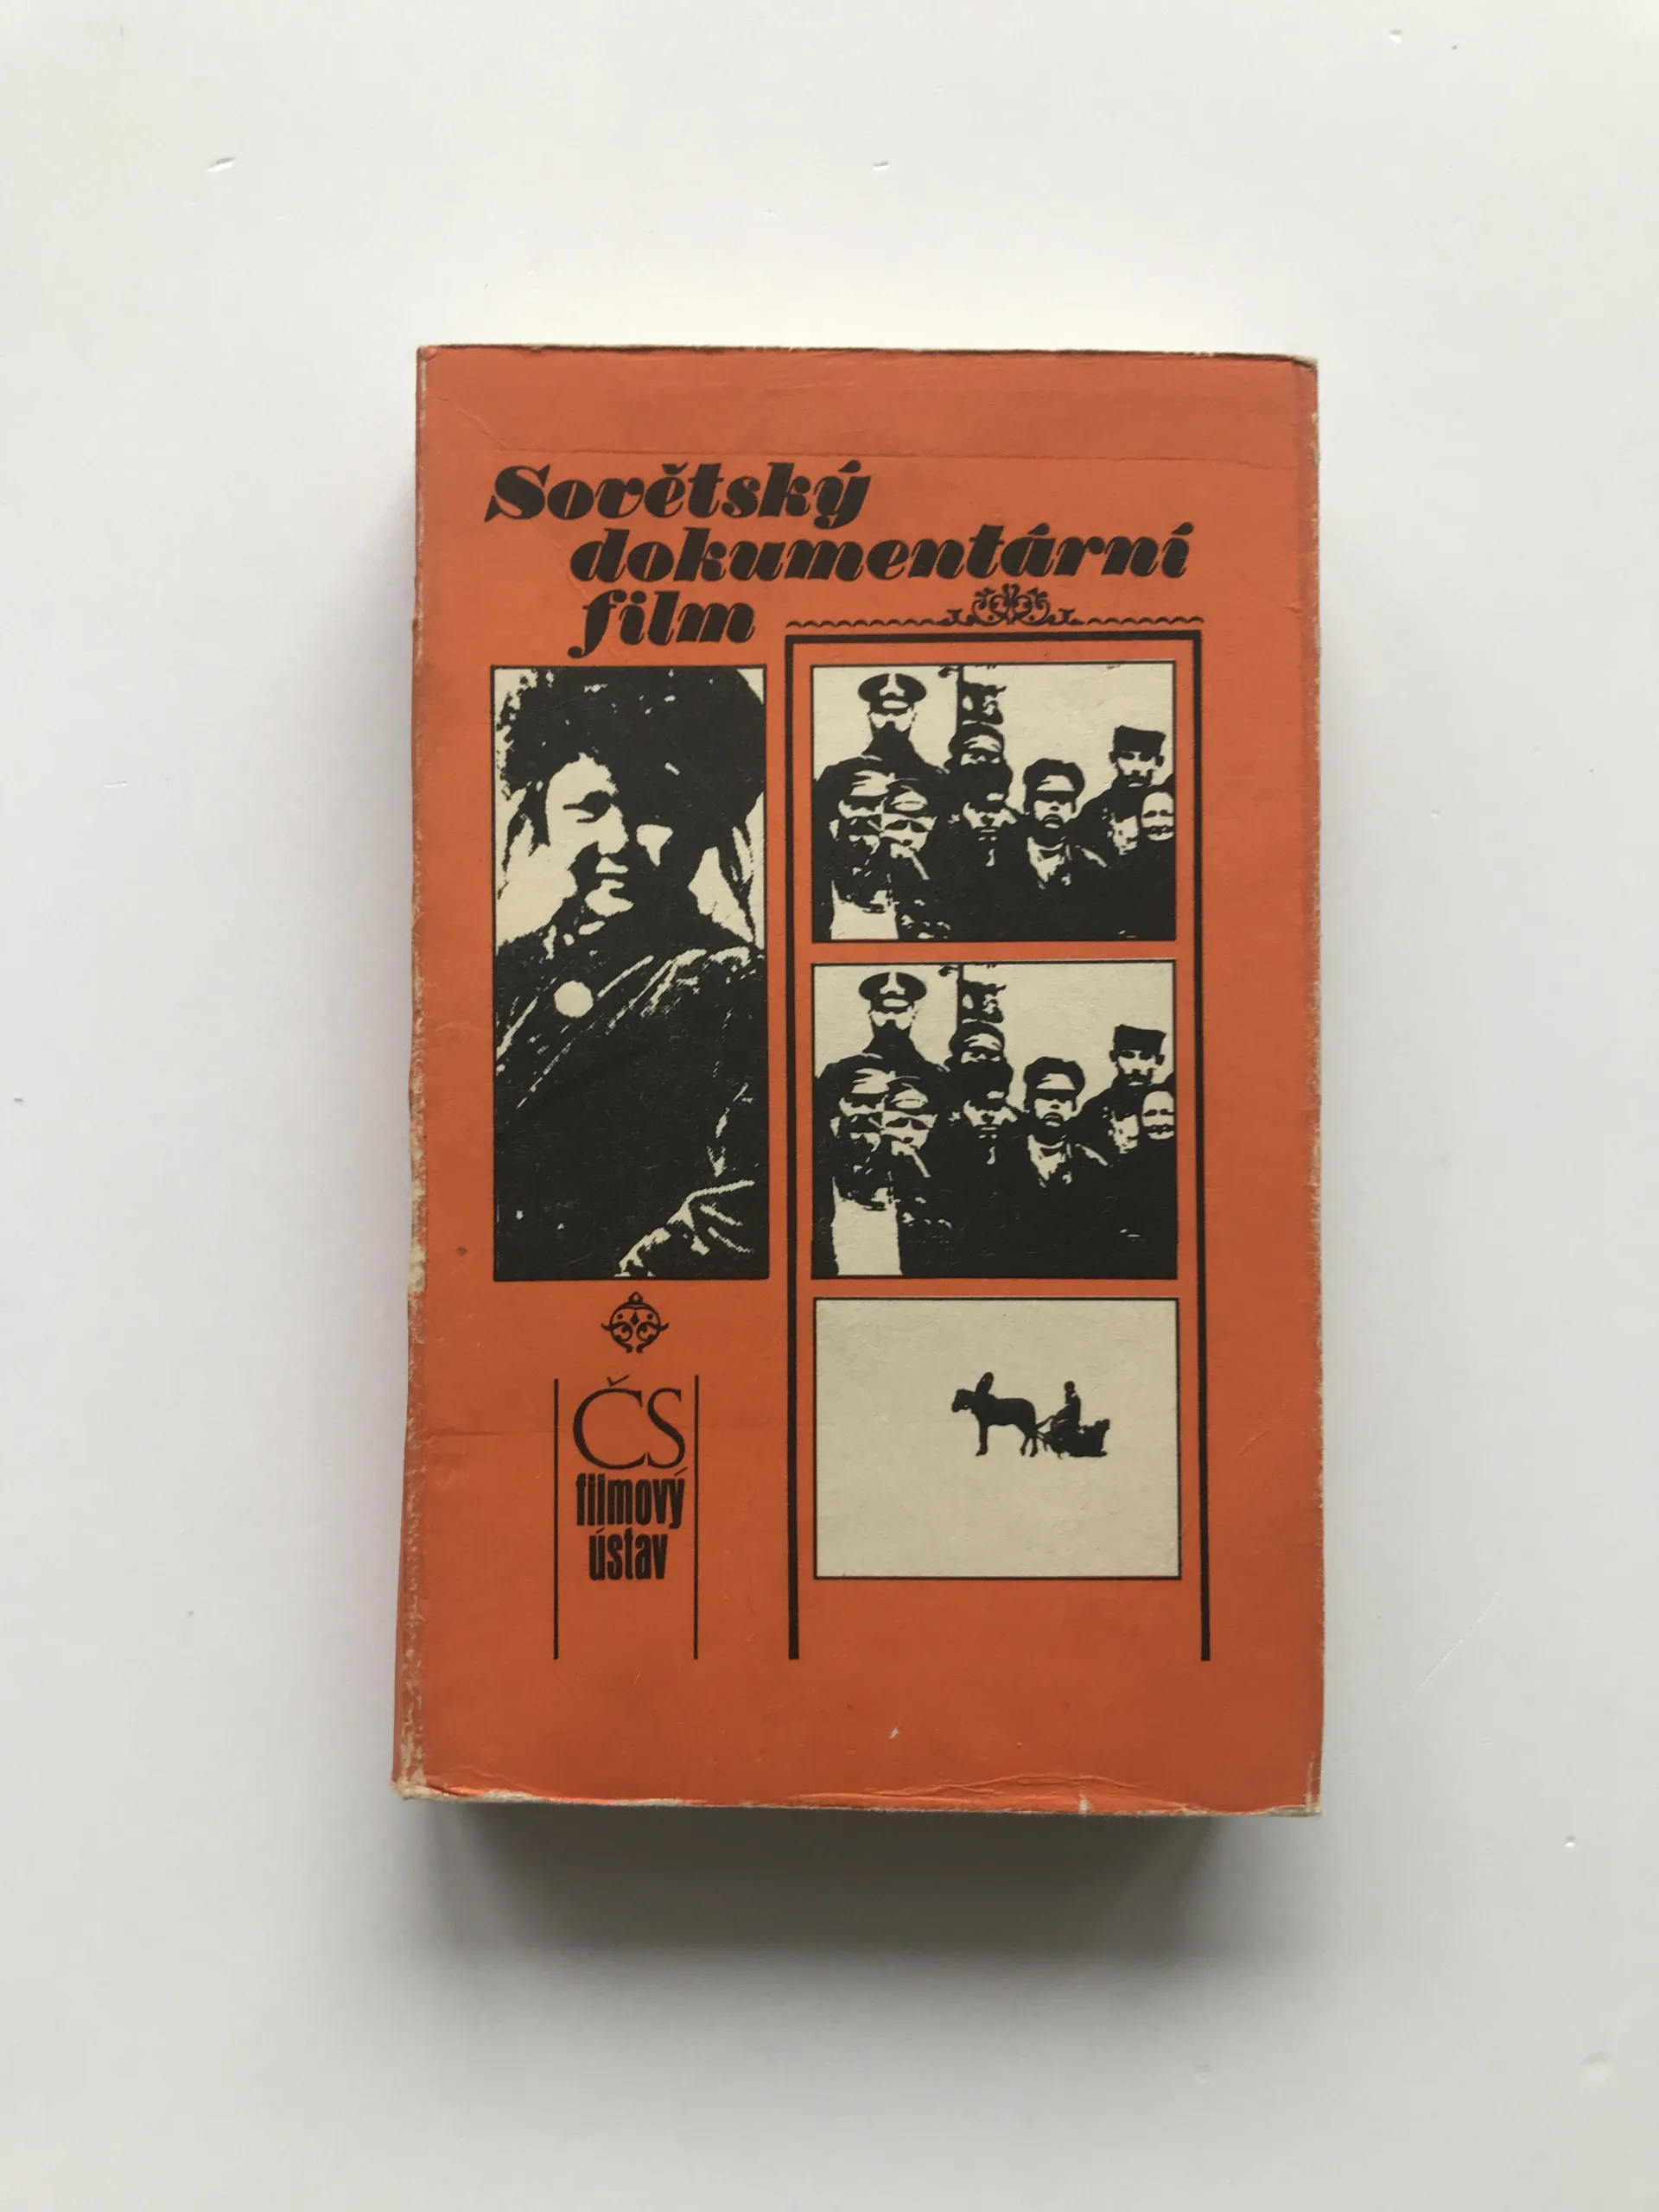 Sovětský
dokumentární
film
ČS
filmový
ústav